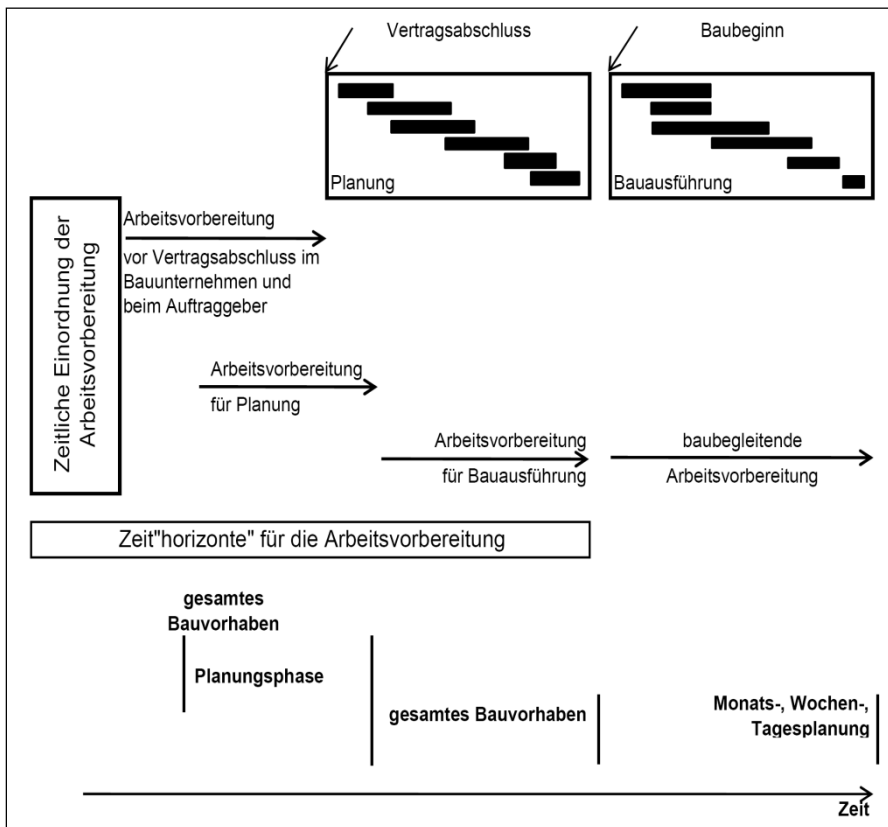 Vertragsabschluss
Baubeginn
Planung
Bauausführung
Zeitliche Einordnung der
Arbeitsvorbereitung
Arbeitsvorbereitung
vor Vertragsabschluss im
Bauunternehmen und
beim Auftraggeber
Arbeitsvorbereitung
für Planung
Arbeitsvorbereitung
für Bauausführung
baubegleitende
Arbeitsvorbereitung
Zeit"horizonte" für die Arbeitsvorbereitung
gesamtes
Bauvorhaben
Planungsphase
gesamtes Bauvorhaben
Monats-, Wochen-,
Tagesplanung
Zeit